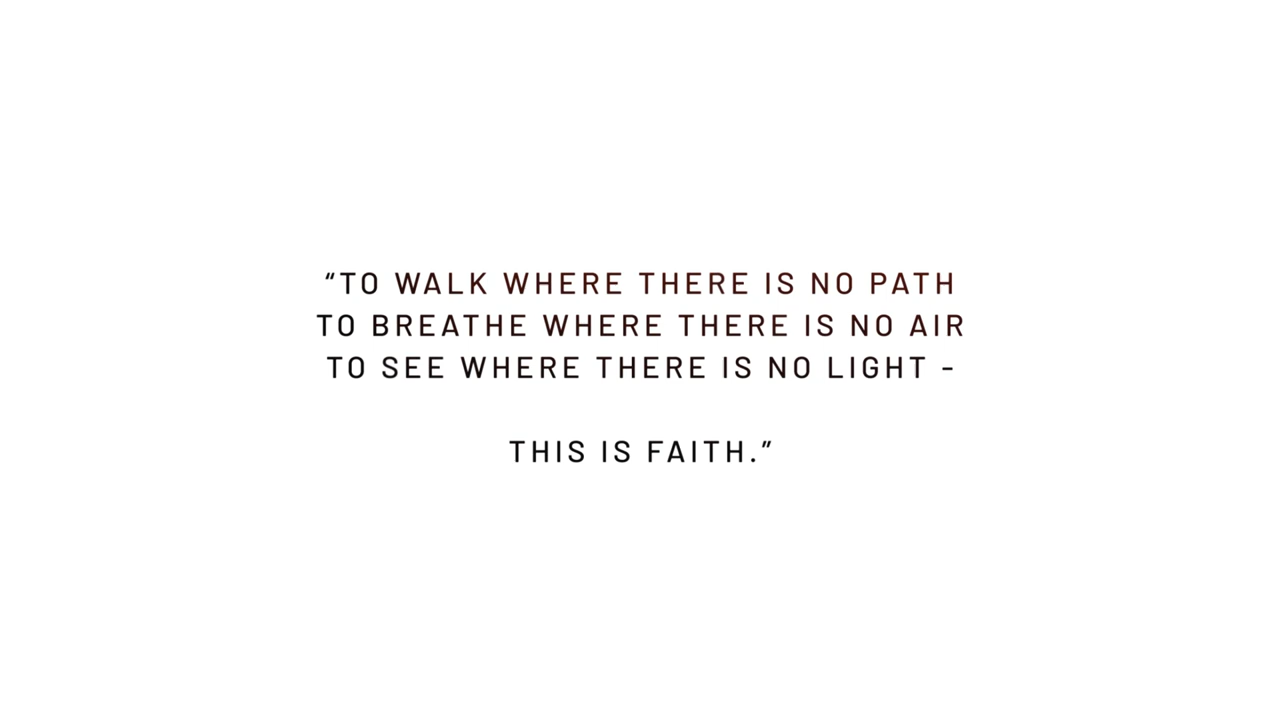 “TO WALK WHERE THERE IS NO PATH
TO BREATHE WHERE THERE IS NO AIR
TO SEE WHERE THERE IS NO LIGHT -
THIS IS FAITH.”